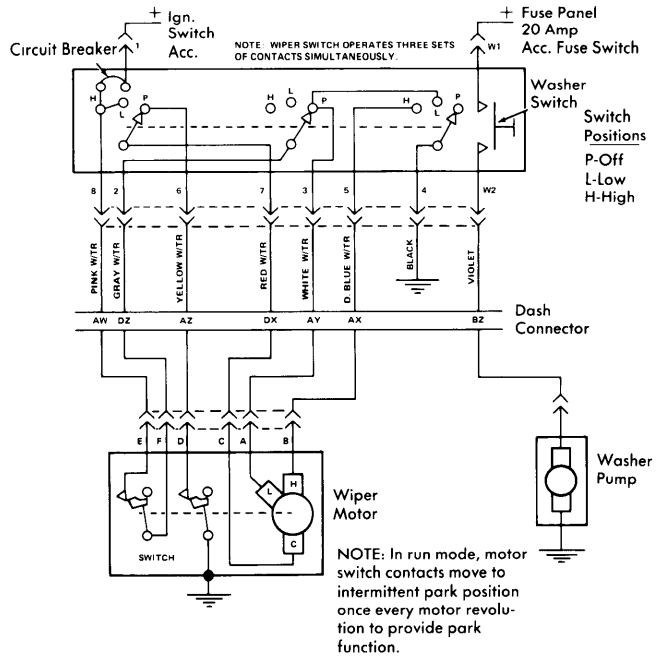 + Ign. Switch Acc.
+ Fuse Panel 20 Amp Acc. Fuse Switch
Circuit Breaker
1
NOTE: WIPER SWITCH OPERATES THREE SETS
OF CONTACTS SIMULTANEOUSLY.
W1
Washer
Switch
H L P H L P H L P
Switch
Positions
P-Off
L-Low
H-High
8 2 6 7 3 5 4 W2
PINK W/TR
GRAY W/TR
YELLOW W/TR
RED W/TR
WHITE W/TR
D. BLUE W/TR
BLACK
VIOLET
Dash
Connector
AW DZ AZ DX AY AX BZ
E F D C A B
Washer
Pump
L H
C
Wiper
Motor
SWITCH
NOTE: In run mode, motor
switch contacts move to
intermittent park position
once every motor revolu-
tion to provide park
function.